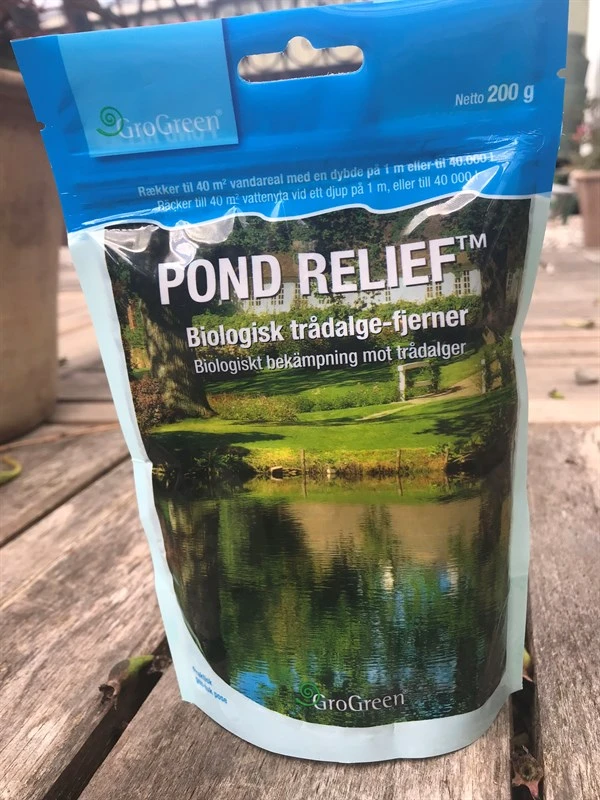 GroGreen®
Netto 200 g
Rækker til 40 m² vandareal med en dybde på 1 m eller til 40.000 L
Räcker till 40 m² vattenyta vid ett djup på 1 m, eller till 40 000 L
POND RELIEF™
Biologisk trådalge-fjerner
Biologiskt bekämpning mot trådalger
GroGreen